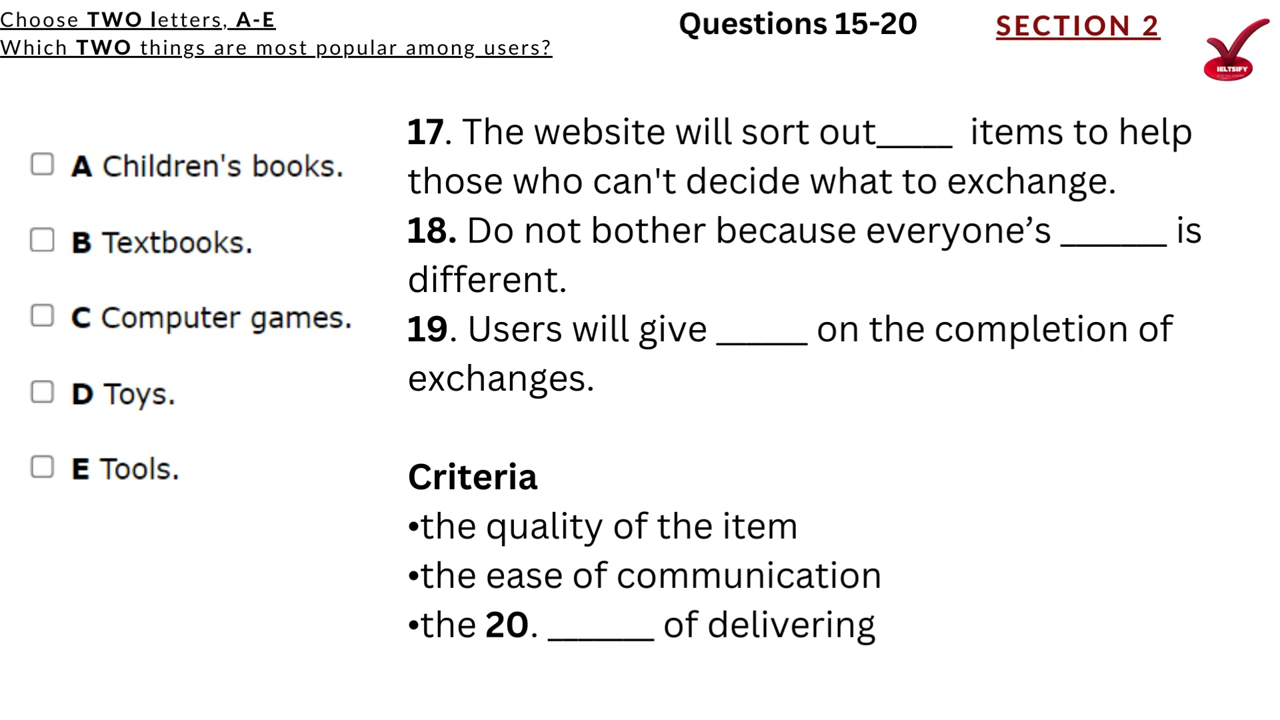 Choose TWO letters, A-E
Which TWO things are most popular among users?
Questions 15-20
SECTION 2
IELTSIFY
A Children's books.
B Textbooks.
C Computer games.
D Toys.
E Tools.
17. The website will sort out____ items to help
those who can't decide what to exchange.
18. Do not bother because everyone’s _______ is
different.
19. Users will give ______ on the completion of
exchanges.
Criteria
•the quality of the item
•the ease of communication
•the 20. _______ of delivering